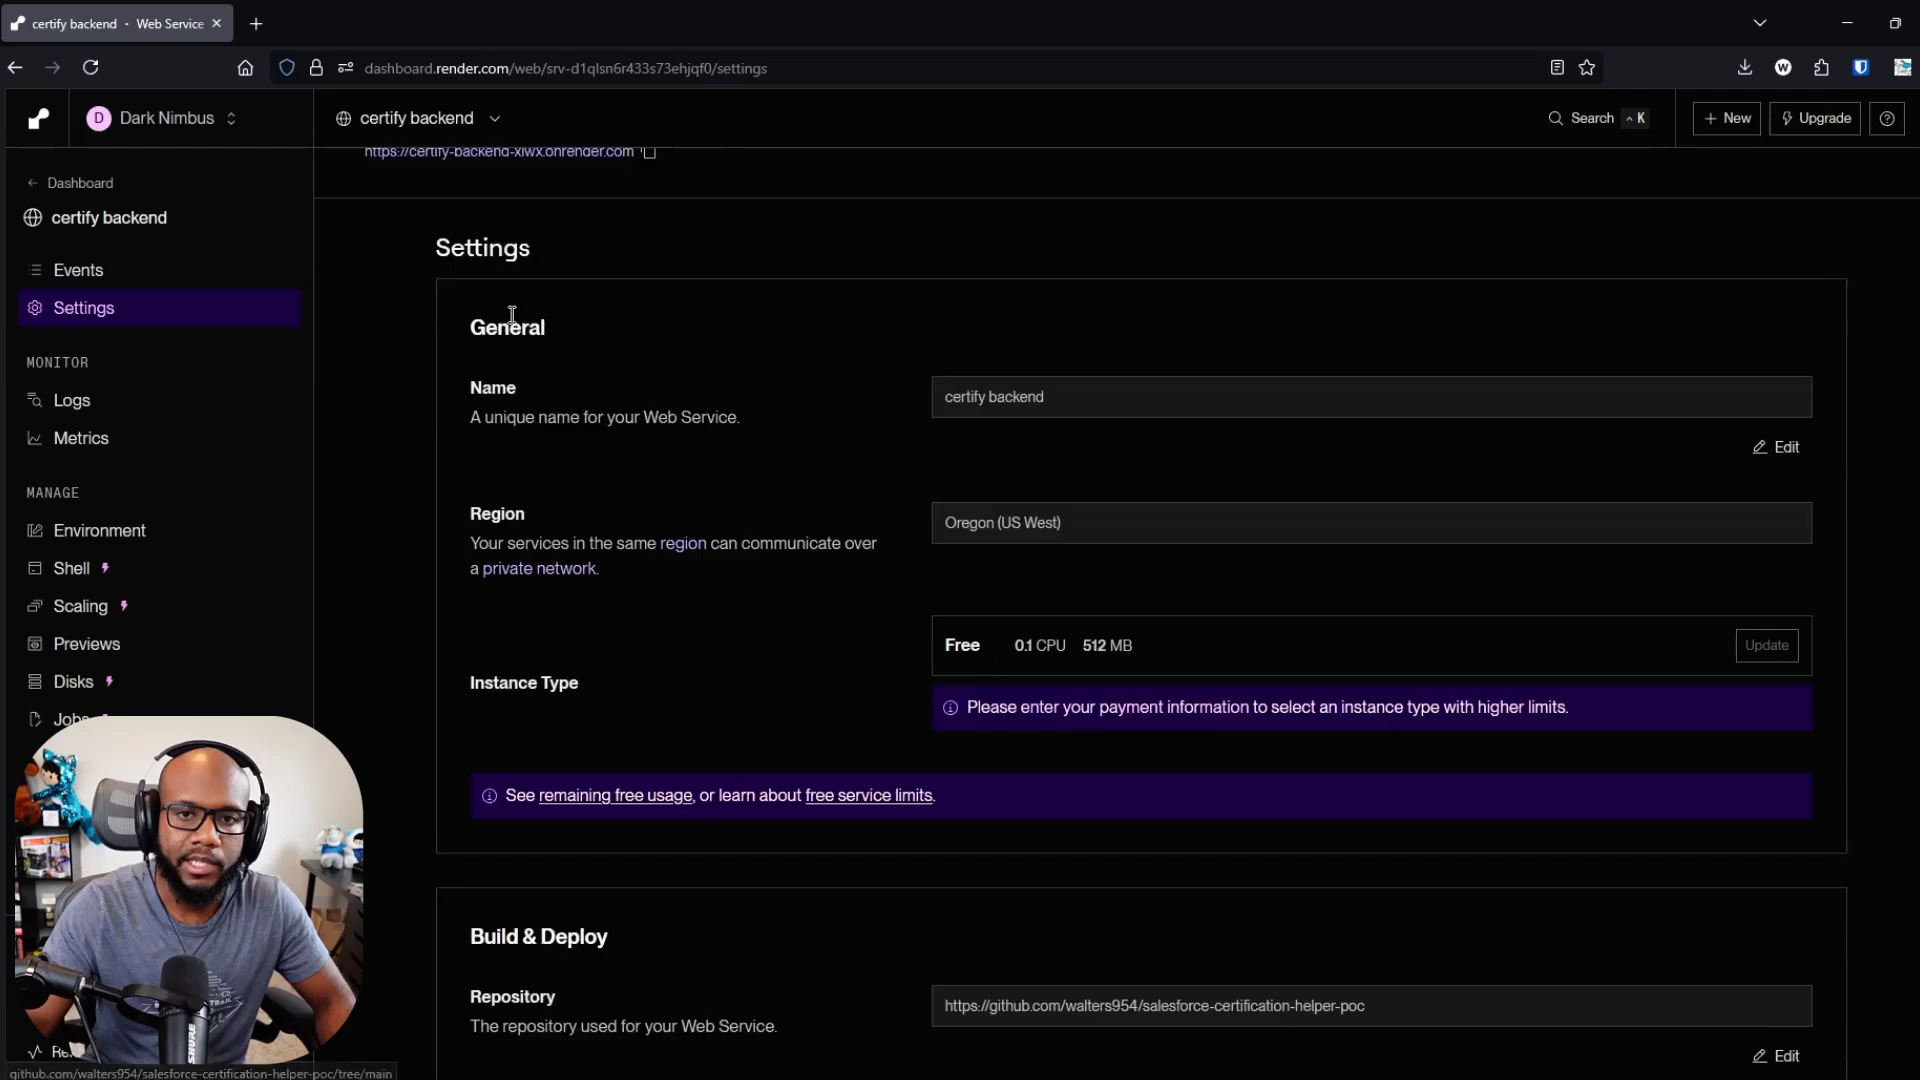 certify backend · Web Service
dashboard.render.com/web/srv-d1qlsn6r433s73ehjqf0/settings
D Dark Nimbus
certify backend
Search ^ K
+ New
Upgrade
https://certify-backend-xiwx.onrender.com
Dashboard
certify backend
Events
Settings
MONITOR
Logs
Metrics
MANAGE
Environment
Shell
Scaling
Previews
Disks
Jobs
Settings
General
Name
A unique name for your Web Service.
certify backend
Edit
Region
Your services in the same region can communicate over
a private network.
Oregon (US West)
Instance Type
Free 0.1 CPU 512 MB
Update
Please enter your payment information to select an instance type with higher limits.
See remaining free usage, or learn about free service limits.
Build & Deploy
Repository
The repository used for your Web Service.
https://github.com/walters954/salesforce-certification-helper-poc
Edit
SHURE
github.com/walters954/salesforce-certification-helper-poc/tree/main